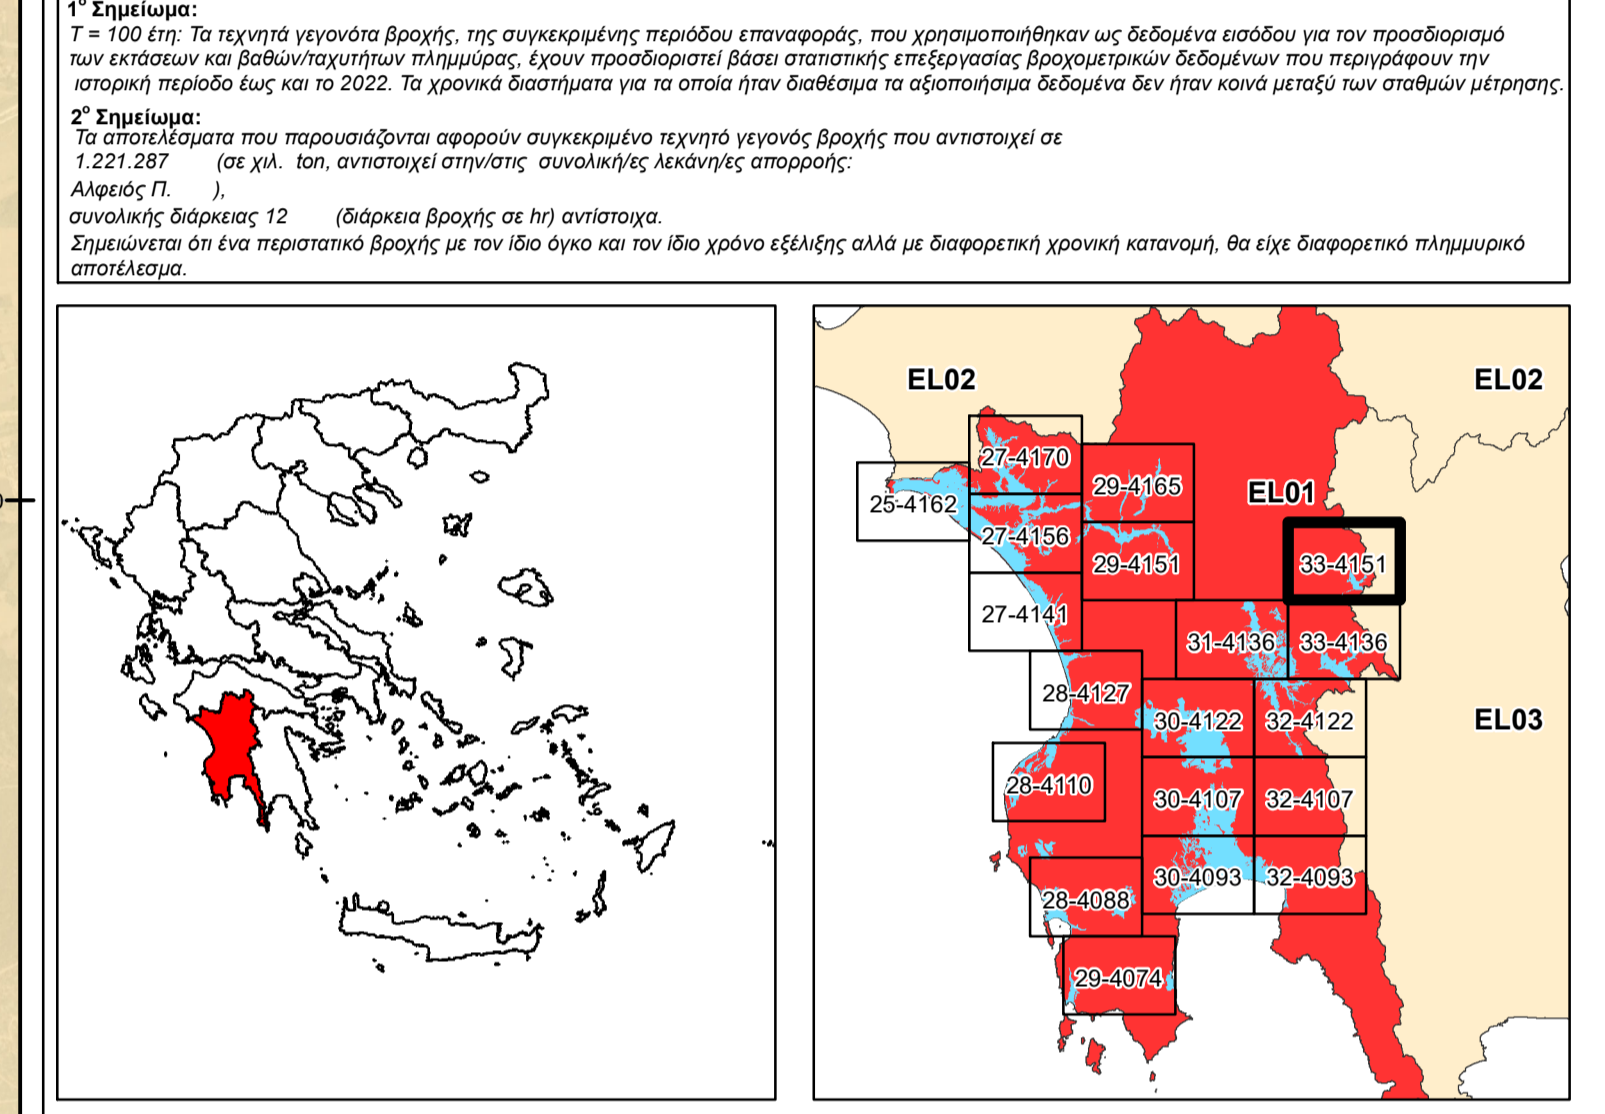 1ο Σημείωμα:
T = 100 έτη: Τα τεχνητά γεγονότα βροχής, της συγκεκριμένης περιόδου επαναφοράς, που χρησιμοποιήθηκαν ως δεδομένα εισόδου για τον προσδιορισμό
των εκτάσεων και βαθών/ταχυτήτων πλημμύρας, έχουν προσδιοριστεί βάσει στατιστικής επεξεργασίας βροχομετρικών δεδομένων που περιγράφουν την
ιστορική περίοδο έως και το 2022. Τα χρονικά διαστήματα για τα οποία ήταν διαθέσιμα τα αξιοποιήσιμα δεδομένα δεν ήταν κοινά μεταξύ των σταθμών μέτρησης.
2ο Σημείωμα:
Τα αποτελέσματα που παρουσιάζονται αφορούν συγκεκριμένο τεχνητό γεγονός βροχής που αντιστοιχεί σε
1.221.287 (σε χιλ. ton, αντιστοιχεί στην/στις συνολική/ες λεκάνη/ες απορροής:
Αλφειός Π. ),
συνολικής διάρκειας 12 (διάρκεια βροχής σε hr) αντίστοιχα.
Σημειώνεται ότι ένα περιστατικό βροχής με τον ίδιο όγκο και τον ίδιο χρόνο εξέλιξης αλλά με διαφορετική χρονική κατανομή, θα είχε διαφορετικό πλημμυρικό
αποτέλεσμα.
EL02 EL02
27-4170
29-4165 EL01
25-4162
27-4156
29-4151 33-4151
27-4141
31-4136 33-4136
28-4127
30-4122 32-4122 EL03
28-4110
30-4107 32-4107
30-4093 32-4093
28-4088
29-4074